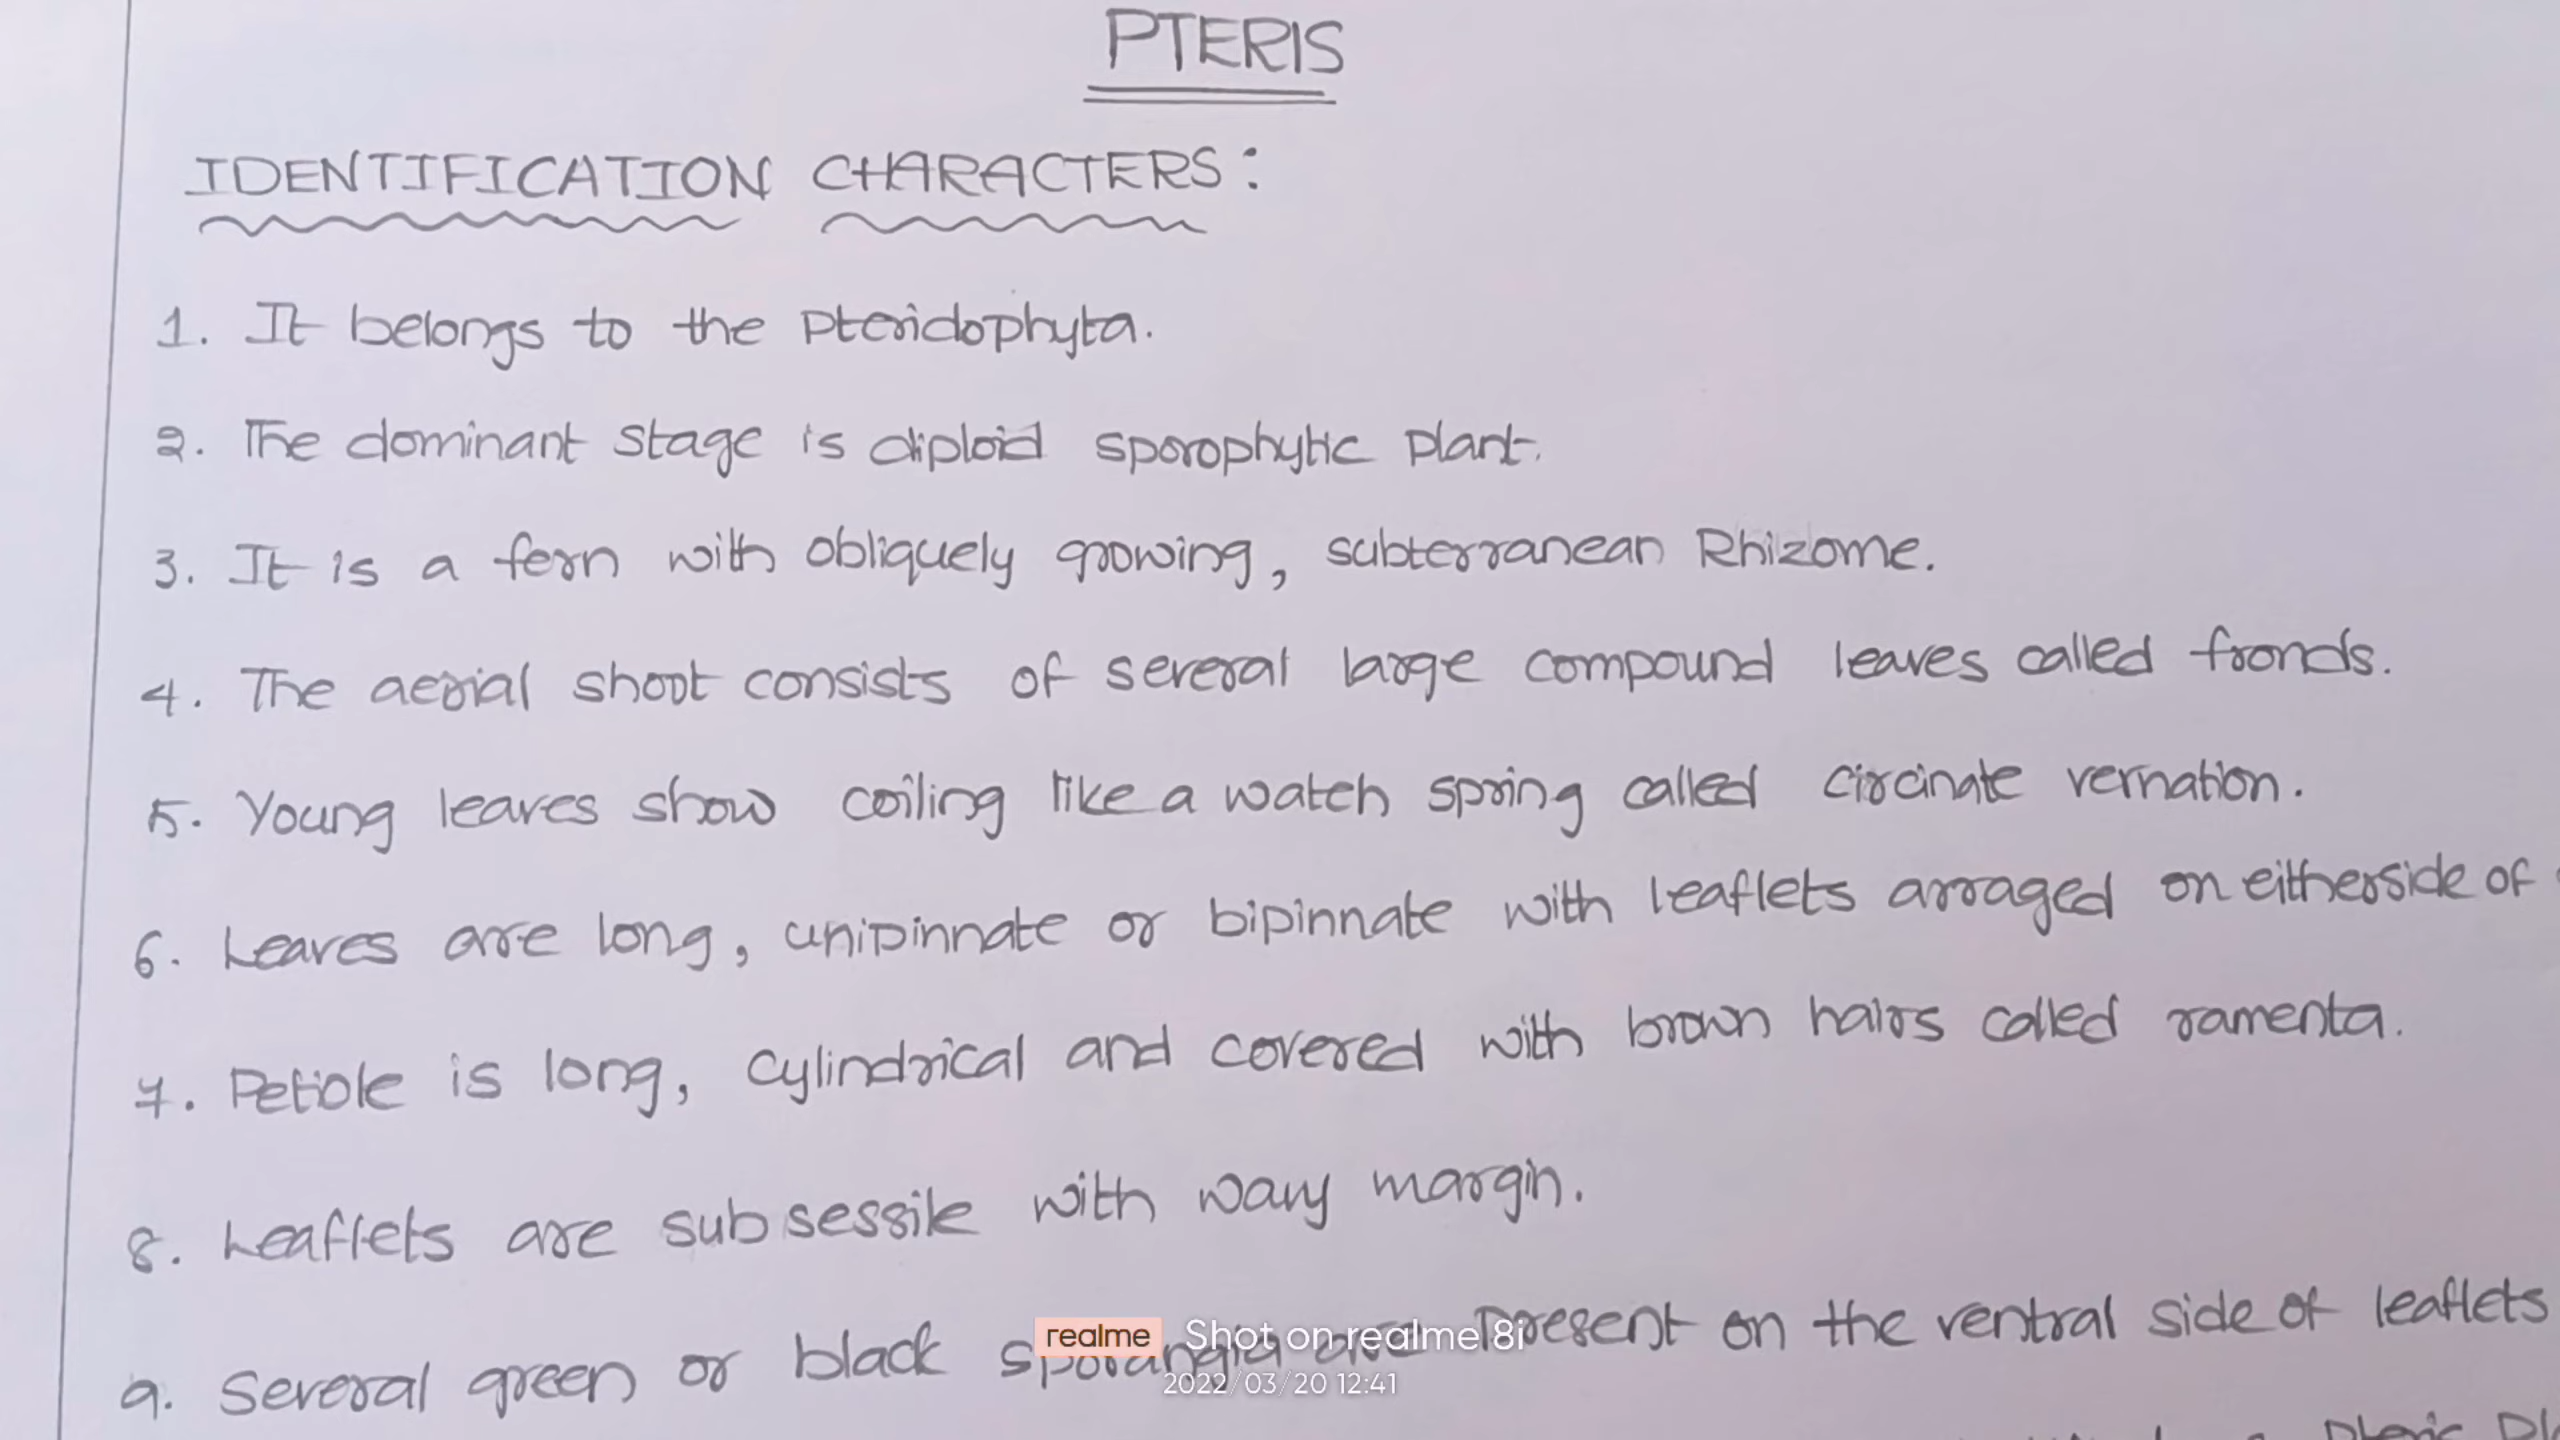 PTERIS
IDENTIFICATION CHARACTERS:
1. It belongs to the Pteridophyta.
2. The dominant stage is diploid sporophytic plant.
3. It is a fern with obliquely growing, subterranean Rhizome.
4. The aerial shoot consists of several large compound leaves called fronds.
5. Young leaves show coiling like a watch spring called circinate vernation.
6. Leaves are long, unipinnate or bipinnate with leaflets arraged on eitherside of
7. Petiole is long, cylindrical and covered with brown hairs called ramenta.
8. Leaflets are sub sessile with wavy margin.
9. Several green or black sporangia are present on the ventral side of leaflets
realme Shot on realme 8i
2022/03/20 12:41